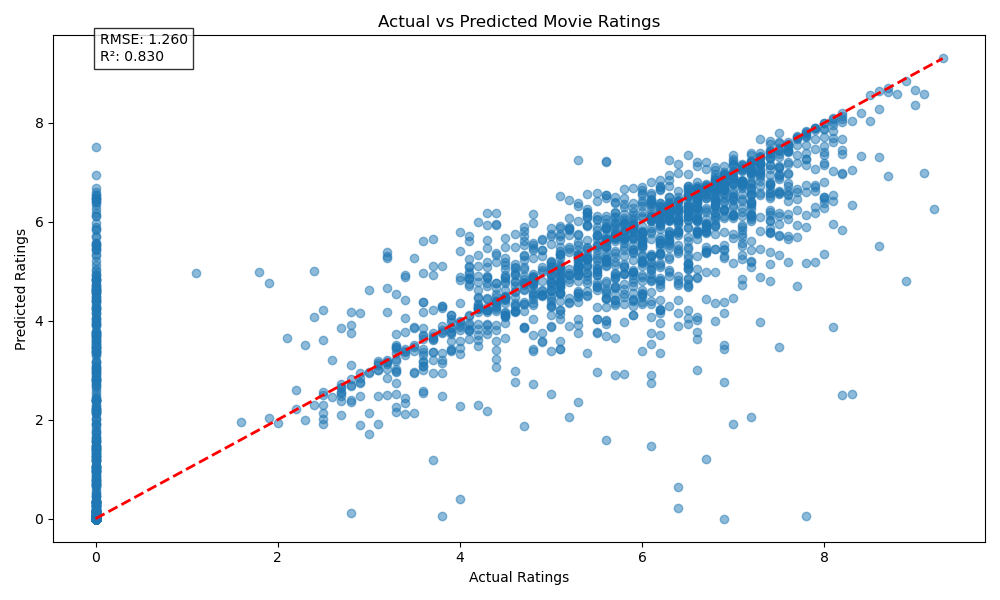 Actual vs Predicted Movie Ratings
RMSE: 1.260
R²: 0.830
Predicted Ratings
8
6
4
2
0
0 2 4 6 8
Actual Ratings